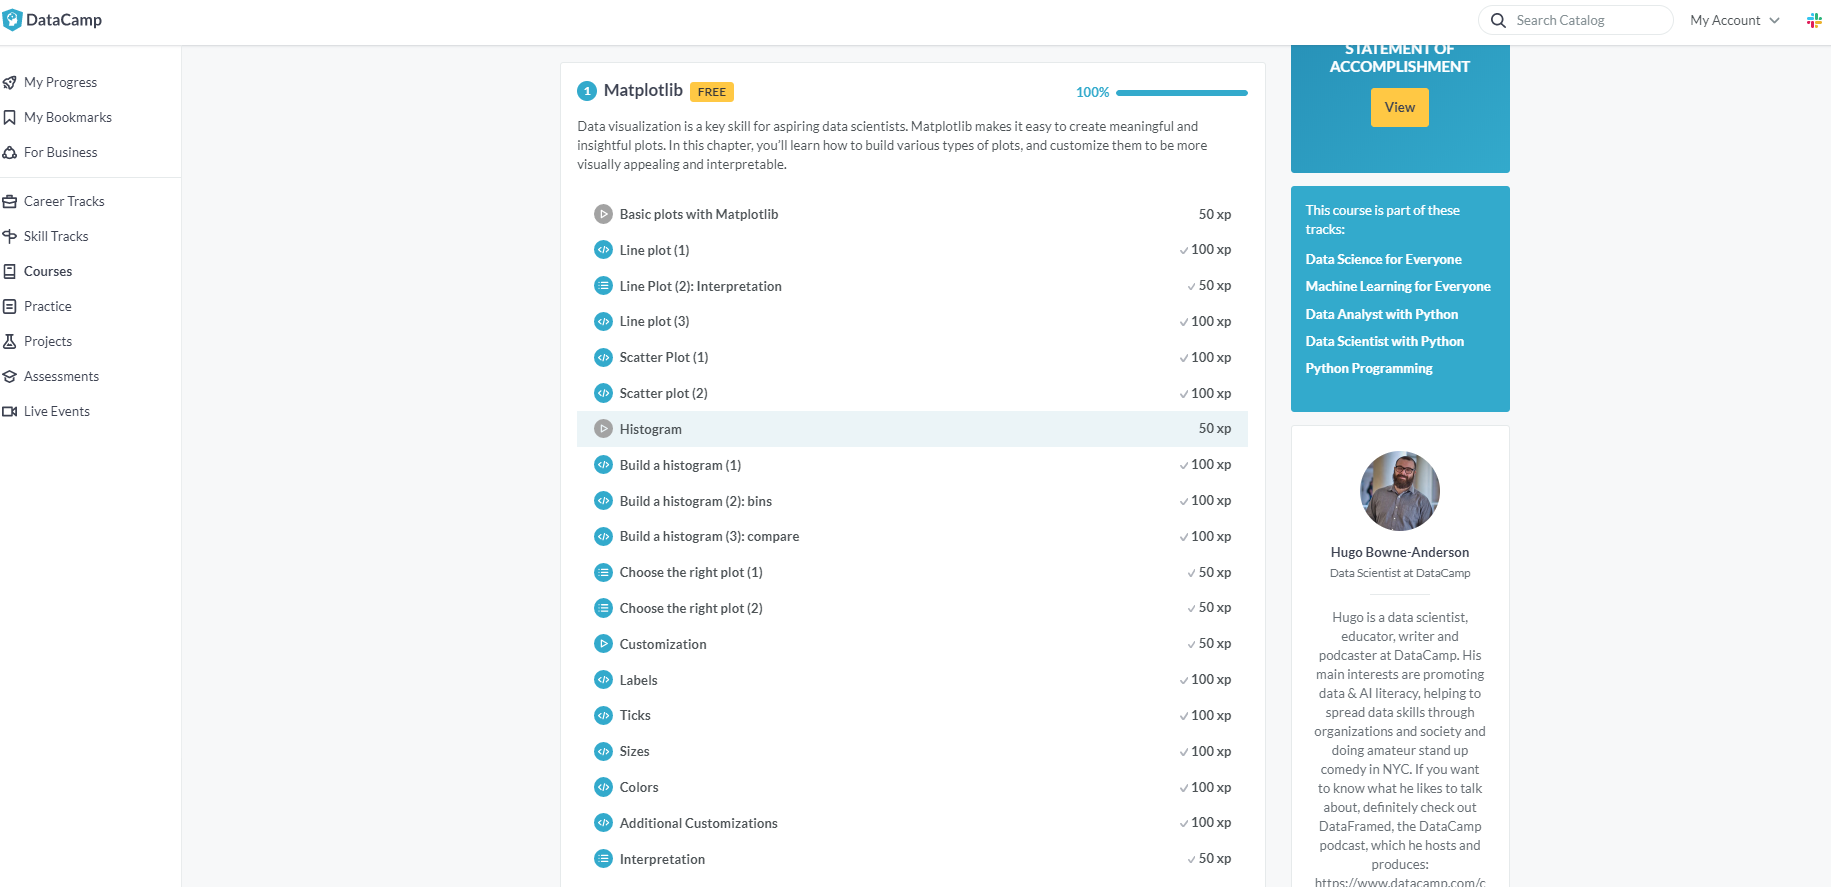 DataCamp
Search Catalog
My Account
My Progress
My Bookmarks
For Business
Career Tracks
Skill Tracks
Courses
Practice
Projects
Assessments
Live Events
1 Matplotlib FREE
100%
Data visualization is a key skill for aspiring data scientists. Matplotlib makes it easy to create meaningful and
insightful plots. In this chapter, you'll learn how to build various types of plots, and customize them to be more
visually appealing and interpretable.
Basic plots with Matplotlib 50 xp
Line plot (1) 100 xp
Line Plot (2): Interpretation 50 xp
Line plot (3) 100 xp
Scatter Plot (1) 100 xp
Scatter plot (2) 100 xp
Histogram 50 xp
Build a histogram (1) 100 xp
Build a histogram (2): bins 100 xp
Build a histogram (3): compare 100 xp
Choose the right plot (1) 50 xp
Choose the right plot (2) 50 xp
Customization 50 xp
Labels 100 xp
Ticks 100 xp
Sizes 100 xp
Colors 100 xp
Additional Customizations 100 xp
Interpretation 50 xp
STATEMENT OF
ACCOMPLISHMENT
View
This course is part of these
tracks:
Data Science for Everyone
Machine Learning for Everyone
Data Analyst with Python
Data Scientist with Python
Python Programming
Hugo Bowne-Anderson
Data Scientist at DataCamp
Hugo is a data scientist,
educator, writer and
podcaster at DataCamp. His
main interests are promoting
data & AI literacy, helping to
spread data skills through
organizations and society and
doing amateur stand up
comedy in NYC. If you want
to know what he likes to talk
about, definitely check out
DataFramed, the DataCamp
podcast, which he hosts and
produces:
https://www.datacamp.com/c